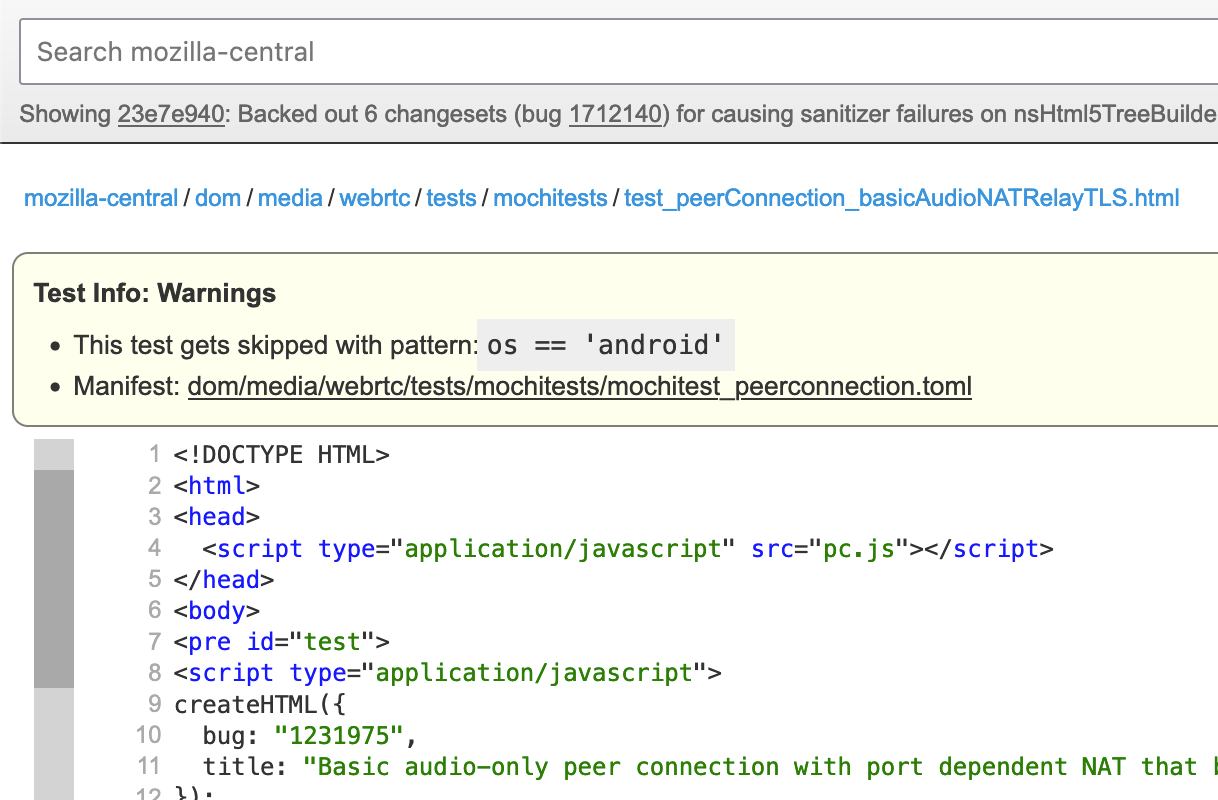 Search mozilla-central
Showing 23e7e940: Backed out 6 changesets (bug 1712140) for causing sanitizer failures on nsHtml5TreeBuilde
mozilla-central / dom / media / webrtc / tests / mochitests / test_peerConnection_basicAudioNATRelayTLS.html
Test Info: Warnings
• This test gets skipped with pattern: os == 'android'
• Manifest: dom/media/webrtc/tests/mochitests/mochitest_peerconnection.toml
1 <!DOCTYPE HTML>
2 <html>
3 <head>
4   <script type="application/javascript" src="pc.js"></script>
5 </head>
6 <body>
7 <pre id="test">
8 <script type="application/javascript">
9 createHTML({
10   bug: "1231975",
11   title: "Basic audio-only peer connection with port dependent NAT that
12 });